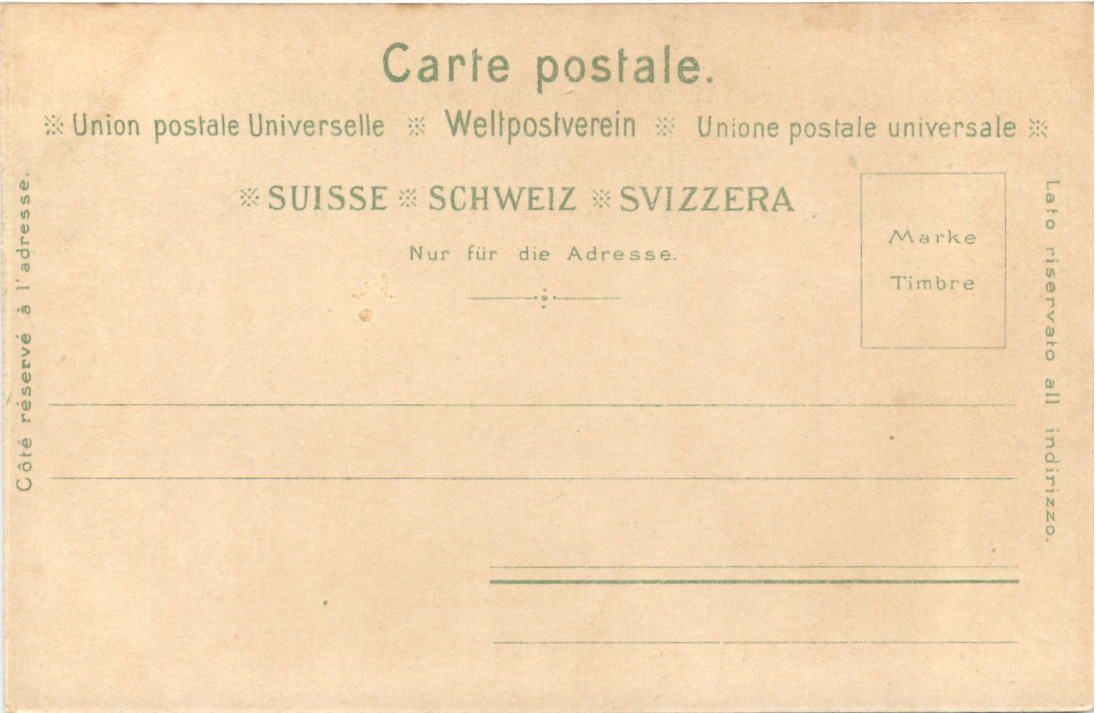 Carte postale.
Union postale Universelle ※ Weltpostverein ※ Unione postale universale
※ SUISSE ※ SCHWEIZ ※ SVIZZERA
Nur für die Adresse.
Marke
Timbre
Côté réservé à l'adresse.
Lato riservato all indirizzo.